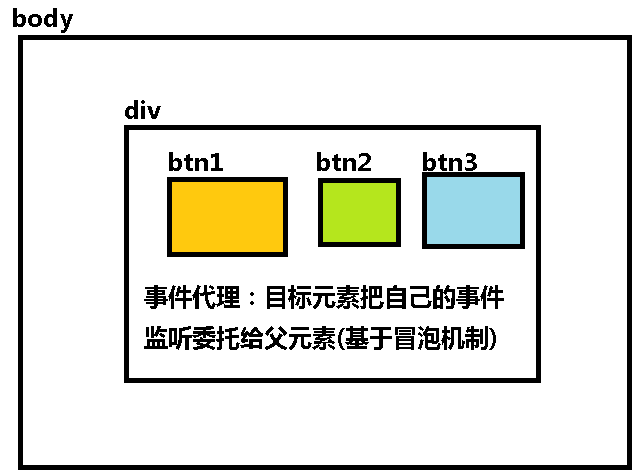 body
div
btn1 btn2 btn3
事件代理：目标元素把自己的事件
监听委托给父元素(基于冒泡机制)